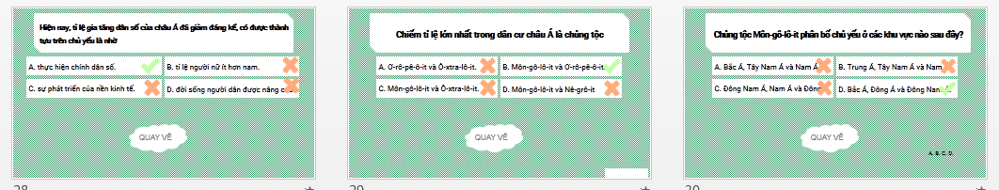 Hiện nay, tỉ lệ gia tăng dân số của châu Á đã giảm đáng kể, có được thành
tựu trên chủ yếu là nhờ
A. thực hiện chính dân số.
B. tỉ lệ người nữ ít hơn nam.
C. sự phát triển của nền kinh tế.
D. đời sống người dân được nâng
QUAY VỀ
28
Chiếm tỉ lệ lớn nhất trong dân cư châu Á là chủng tộc
A. Ơ-rô-pê-ô-it và Ô-xtra-lô-it.
B. Môn-gô-lô-it và Ơ-rô-pê-ô-it.
C. Môn-gô-lô-it và Ô-xtra-lô-it.
D. Môn-gô-lô-it và Nê-grô-it
QUAY VỀ
29
Chủng tộc Môn-gô-lô-it phân bố chủ yếu ở các khu vực nào sau đây?
A. Bắc Á, Tây Nam Á và Nam Á
B. Trung Á, Tây Nam Á và Nam
C. Đông Nam Á, Nam Á và Đông
D. Bắc Á, Đông Á và Đông Nam
QUAY VỀ
A. B. C. D.
30